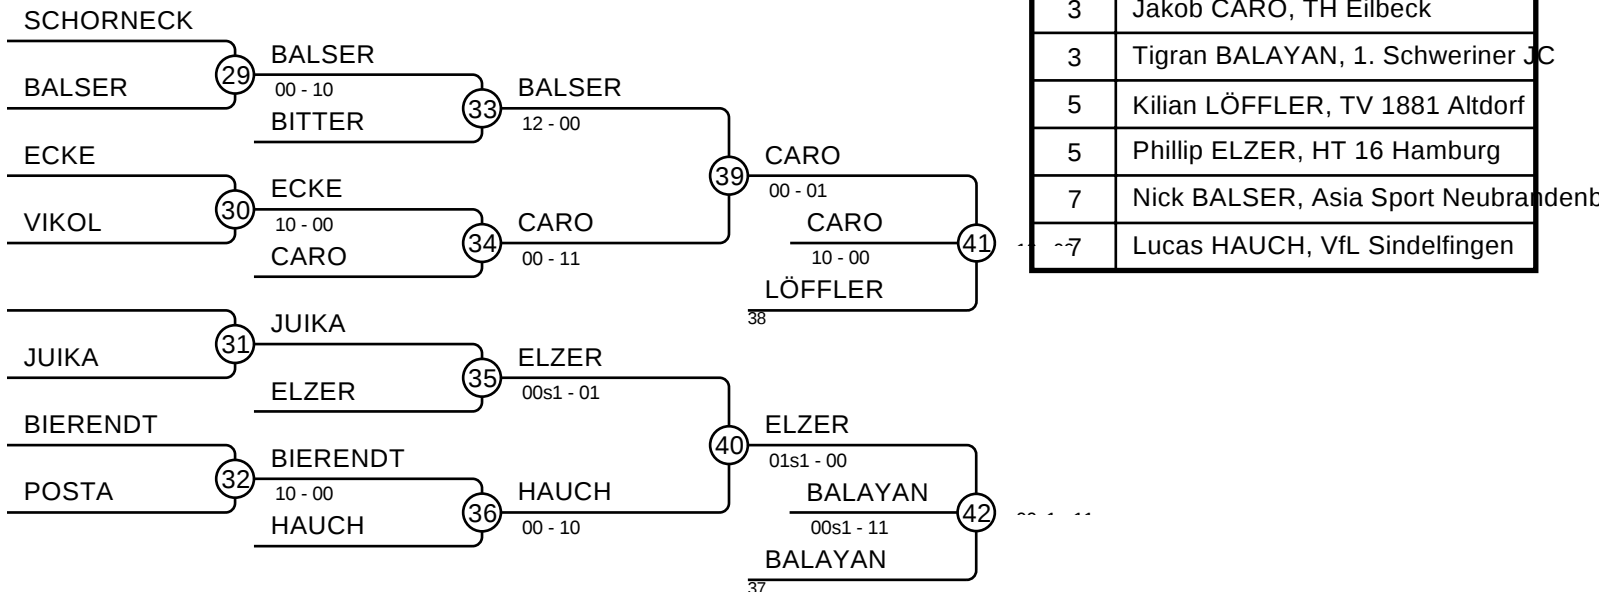 SCHORNECK
29
BALSER
00 - 10
BALSER
33
BALSER
12 - 00
BITTER
ECKE
39
CARO
00 - 01
30
ECKE
10 - 00
VIKOL
34
CARO
00 - 11
CARO
CARO
41
10 - 00
LÖFFLER
38
31
JUIKA
JUIKA
35
ELZER
00s1 - 01
ELZER
BIERENDT
40
ELZER
01s1 - 00
32
BIERENDT
10 - 00
POSTA
36
HAUCH
00 - 10
HAUCH
BALAYAN
42
00s1 - 11
BALAYAN
37
3 Jakob CARO, TH Eilbeck
3 Tigran BALAYAN, 1. Schweriner JC
5 Kilian LÖFFLER, TV 1881 Altdorf
5 Phillip ELZER, HT 16 Hamburg
7 Nick BALSER, Asia Sport Neubrandenb
7 Lucas HAUCH, VfL Sindelfingen